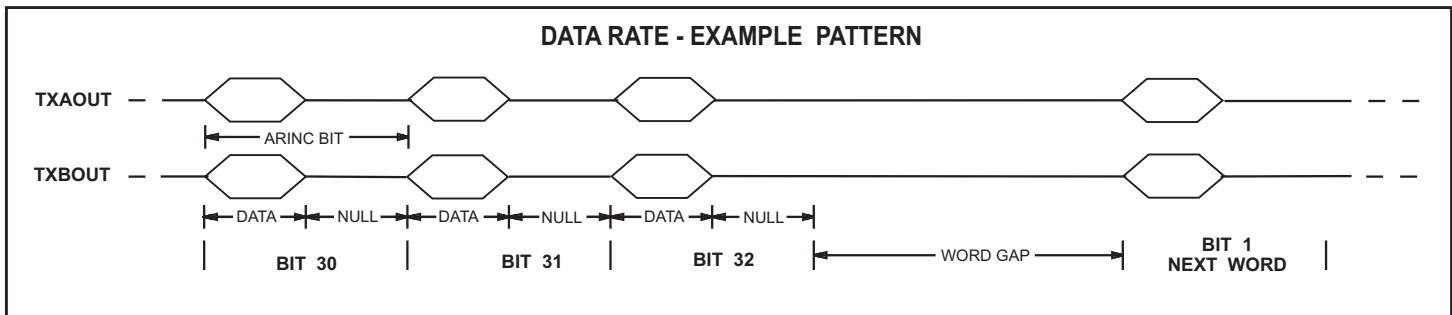 DATA RATE - EXAMPLE PATTERN
TXAOUT
ARINC BIT
TXBOUT
DATA NULL DATA NULL DATA NULL
BIT 30 BIT 31 BIT 32 WORD GAP BIT 1
NEXT WORD